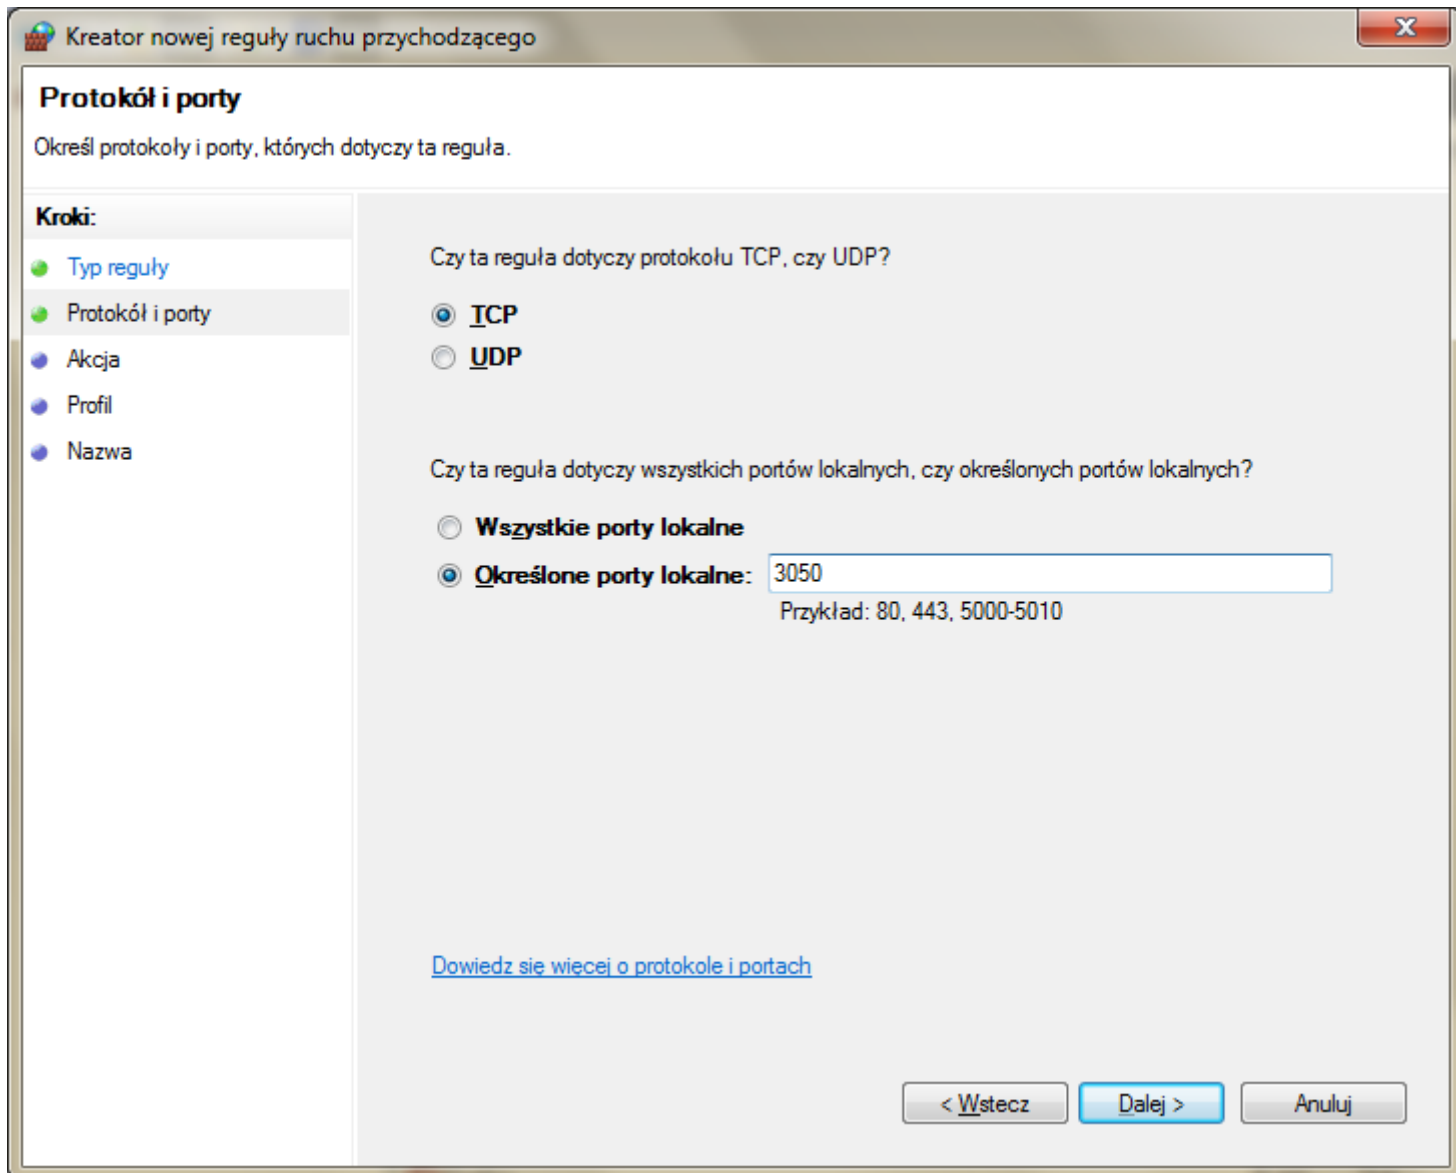 Kreator nowej reguły ruchu przychodzącego
Protokół i porty
Określ protokoły i porty, których dotyczy ta reguła.
Kroki:
Typ reguły
Protokół i porty
Akcja
Profil
Nazwa
Czy ta reguła dotyczy protokołu TCP, czy UDP?
TCP
UDP
Czy ta reguła dotyczy wszystkich portów lokalnych, czy określonych portów lokalnych?
Wszystkie porty lokalne
Określone porty lokalne: 3050
Przykład: 80, 443, 5000-5010
Dowiedz się więcej o protokole i portach
< Wstecz Dalej > Anuluj